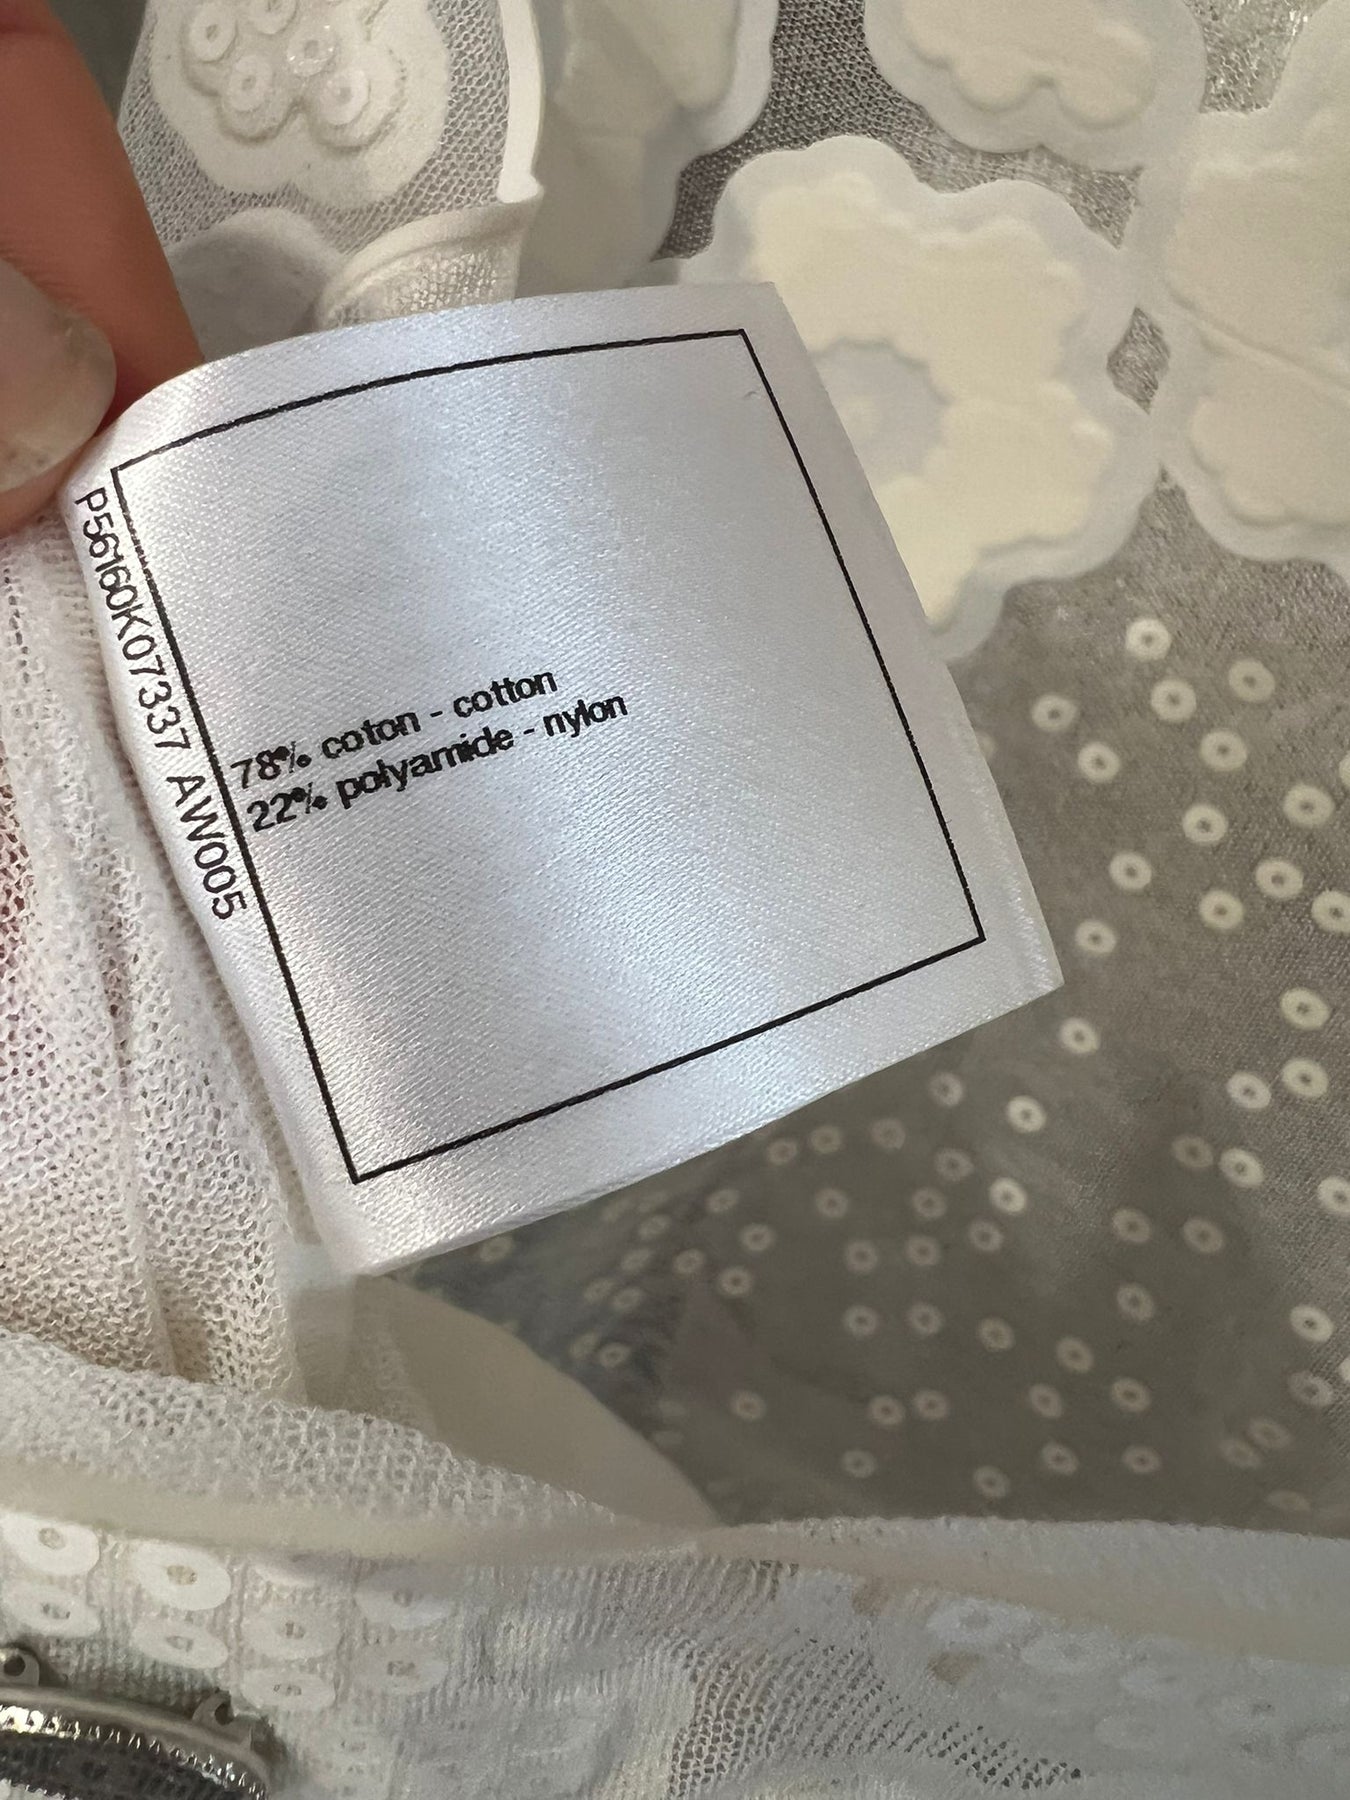 P56160K07337 AW005
78% coton - cotton
22% polyamide - nylon